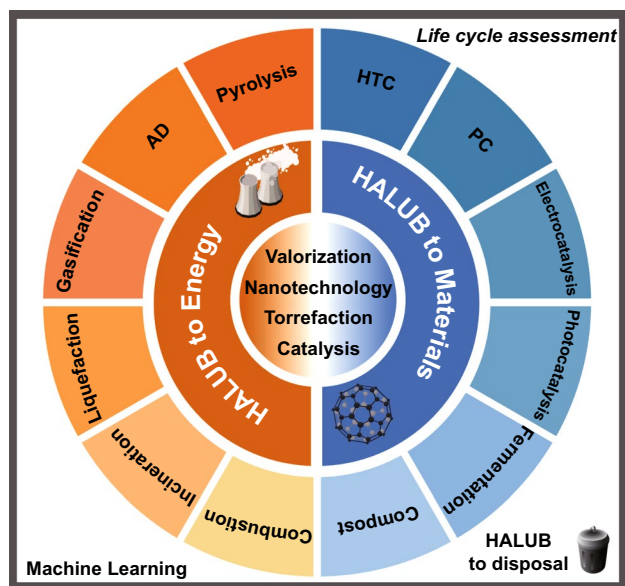 Life cycle assessment
Pyrolysis
HTC
AD
PC
Gasification
Electrocatalysis
HALUB to Energy
HALUB to Materials
Valorization
Nanotechnology
Torrefaction
Catalysis
Liquefaction
Photocatalysis
Incineration
Fermentation
Combustion
Compost
Machine Learning
HALUB
to disposal